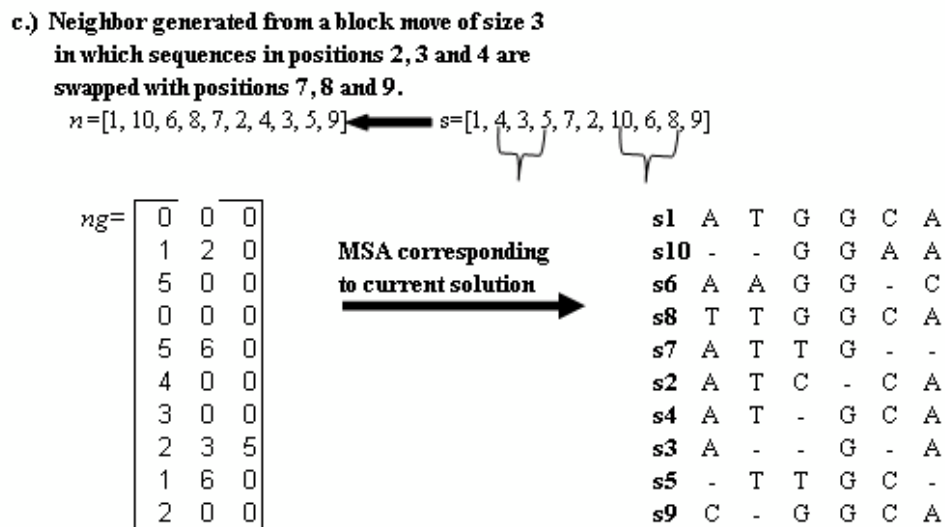 c.) Neighbor generated from a block move of size 3
in which sequences in positions 2, 3 and 4 are
swapped with positions 7, 8 and 9.
n=[1, 10, 6, 8, 7, 2, 4, 3, 5, 9] s=[1, 4, 3, 5, 7, 2, 10, 6, 8, 9]
ng= 0 0 0 s1 A T G G C A
1 2 0 MSA corresponding s10 - - G G A A
5 0 0 to current solution s6 A A G G - C
0 0 0 s8 T T G G C A
5 6 0 s7 A T T G - -
4 0 0 s2 A T C - C A
3 0 0 s4 A T - G C A
2 3 5 s3 A - - G - A
1 6 0 s5 - T T G C -
2 0 0 s9 C - G G C A